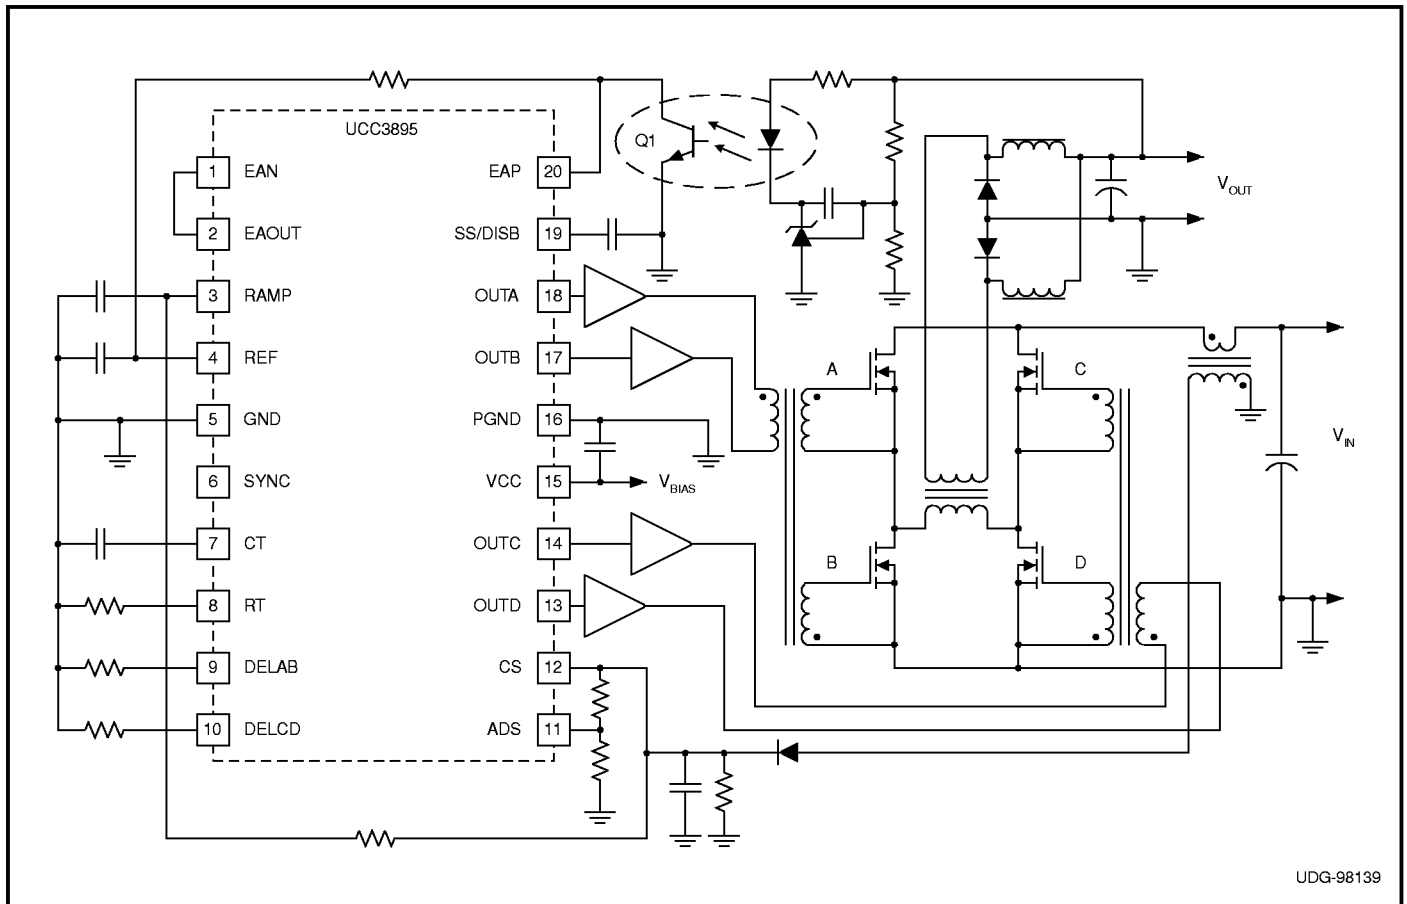 UCC3895
Q1
1 EAN
EAP 20
2 EAOUT
SS/DISB 19
VOUT
3 RAMP
OUTA 18
4 REF
OUTB 17
A
C
5 GND
PGND 16
VIN
6 SYNC
VCC 15
VBIAS
7 CT
OUTC 14
B
D
8 RT
OUTD 13
9 DELAB
CS 12
10 DELCD
ADS 11
UDG-98139